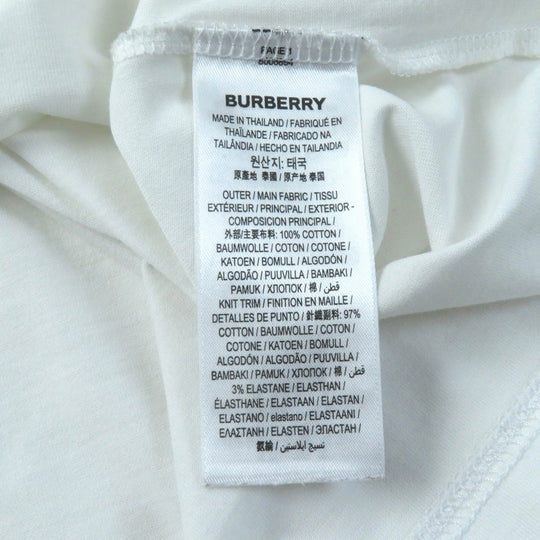 BURBERRY
MADE IN THAILAND / FABRIQUÉ EN
THAÏLANDE / FABRICADO NA
TAILÂNDIA / HECHO EN TAILANDIA
원산지: 태국
原產地 泰國 / 原产地 泰国
OUTER / MAIN FABRIC / TISSU
EXTÉRIEUR / PRINCIPAL / EXTERIOR -
COMPOSICION PRINCIPAL /
外部/主要布料: 100% COTTON /
BAUMWOLLE / COTON / COTONE /
KATOEN / BOMULL / ALGODÓN /
ALGODÃO / PUUVILLA / BAMBAKI /
PAMUK / ХЛОПОК / 棉 / قطن /
KNIT TRIM / FINITION EN MAILLE /
DETALLES DE PUNTO / 針織副料: 97%
COTTON / BAUMWOLLE / COTON /
COTONE / KATOEN / BOMULL /
ALGODÓN / ALGODÃO / PUUVILLA /
BAMBAKI / PAMUK / ХЛОПОК / 棉 / قطن /
3% ELASTANE / ELASTHAN /
ÉLASTHANE / ELASTAAN / ELASTAN /
ELASTANO / elastano / ELASTAANI /
ΕΛΑΣΤΑΝΗ / ELASTEN / ЭЛАСТАН /
氨綸 / نسيج ايلاستين /